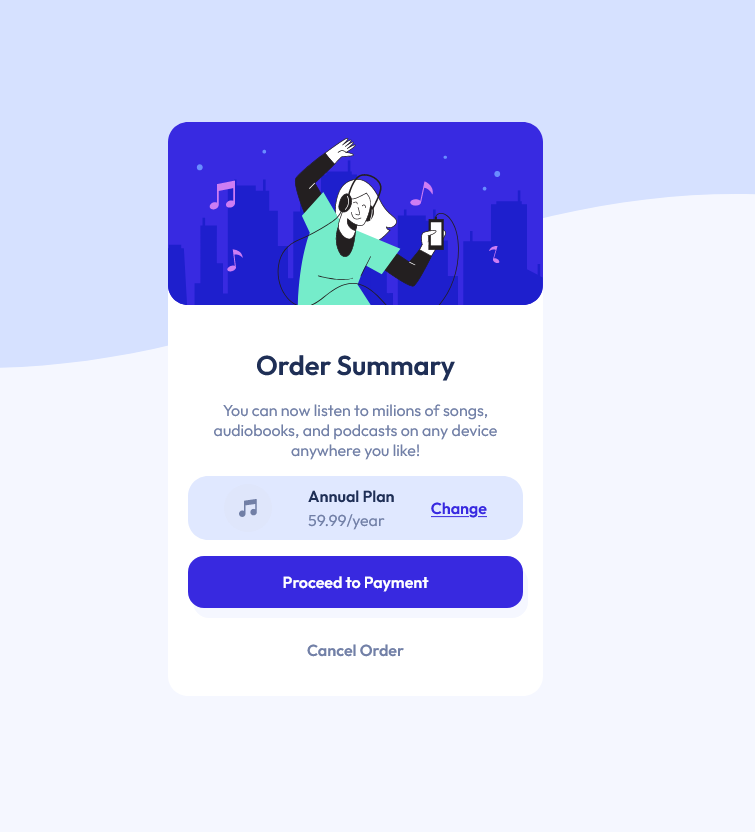 Order Summary
You can now listen to milions of songs,
audiobooks, and podcasts on any device
anywhere you like!
Annual Plan
59.99/year
Change
Proceed to Payment
Cancel Order